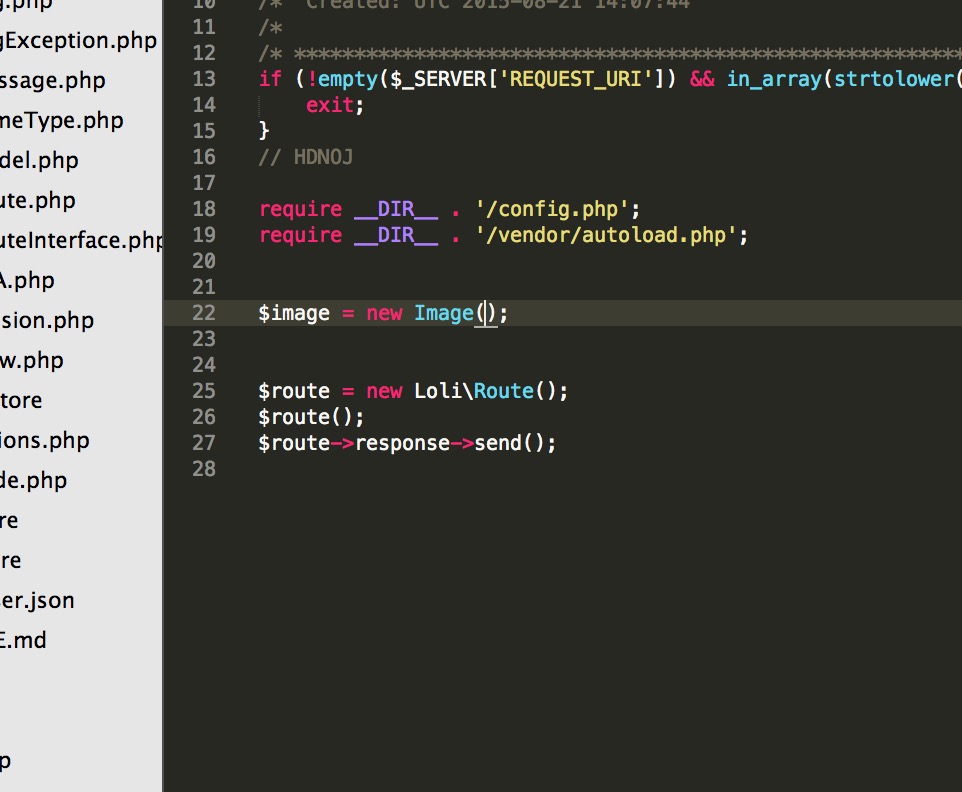 g.php
gException.php
ssage.php
meType.php
del.php
ute.php
uteInterface.php
A.php
sion.php
w.php
tore
ions.php
de.php
re
re
er.json
E.md
p
10 /* Created: UTC 2015-08-21 14:07:44
11 /*
12 /* ********************************************************
13 if (!empty($_SERVER['REQUEST_URI']) && in_array(strtolower(
14 exit;
15 }
16 // HDNOJ
17
18 require __DIR__ . '/config.php';
19 require __DIR__ . '/vendor/autoload.php';
20
21
22 $image = new Image();
23
24
25 $route = new Loli\Route();
26 $route();
27 $route->response->send();
28